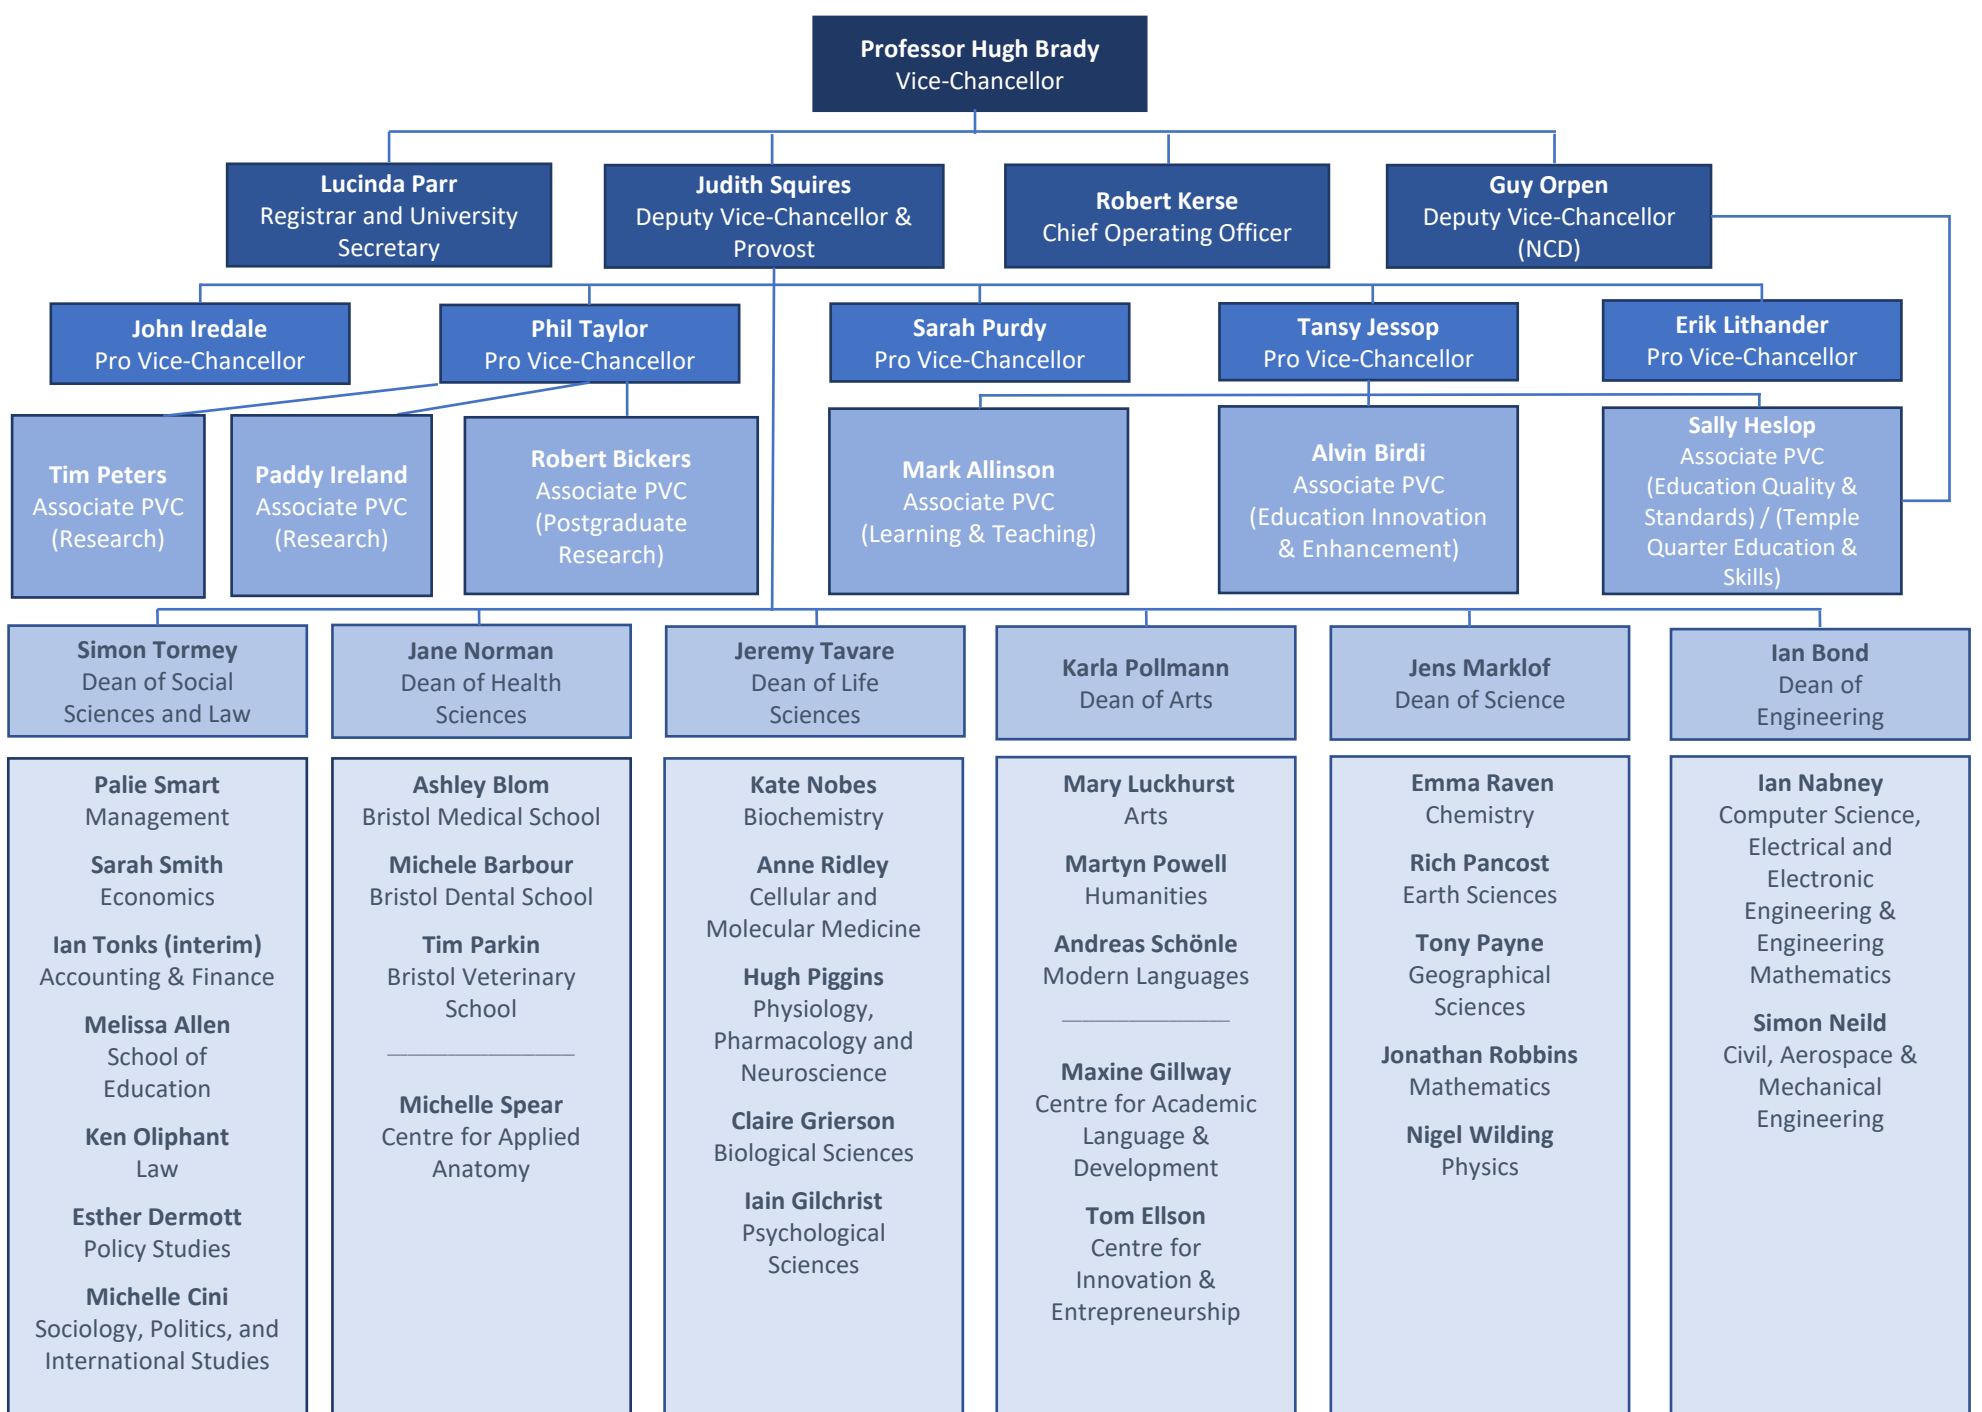 Professor Hugh Brady
Vice-Chancellor
Lucinda Parr
Registrar and University
Secretary
Judith Squires
Deputy Vice-Chancellor &
Provost
Robert Kerse
Chief Operating Officer
Guy Orpen
Deputy Vice-Chancellor
(NCD)
John Iredale
Pro Vice-Chancellor
Phil Taylor
Pro Vice-Chancellor
Sarah Purdy
Pro Vice-Chancellor
Tansy Jessop
Pro Vice-Chancellor
Erik Lithander
Pro Vice-Chancellor
Tim Peters
Associate PVC
(Research)
Paddy Ireland
Associate PVC
(Research)
Robert Bickers
Associate PVC
(Postgraduate
Research)
Mark Allinson
Associate PVC
(Learning & Teaching)
Alvin Birdi
Associate PVC
(Education Innovation
& Enhancement)
Sally Heslop
Associate PVC
(Education Quality &
Standards) / (Temple
Quarter Education &
Skills)
Simon Tormey
Dean of Social
Sciences and Law
Jane Norman
Dean of Health
Sciences
Jeremy Tavare
Dean of Life
Sciences
Karla Pollmann
Dean of Arts
Jens Marklof
Dean of Science
Ian Bond
Dean of
Engineering
Palie Smart
Management
Sarah Smith
Economics
Ian Tonks (interim)
Accounting & Finance
Melissa Allen
School of
Education
Ken Oliphant
Law
Esther Dermott
Policy Studies
Michelle Cini
Sociology, Politics, and
International Studies
Ashley Blom
Bristol Medical School
Michele Barbour
Bristol Dental School
Tim Parkin
Bristol Veterinary
School
Michelle Spear
Centre for Applied
Anatomy
Kate Nobes
Biochemistry
Anne Ridley
Cellular and
Molecular Medicine
Hugh Piggins
Physiology,
Pharmacology and
Neuroscience
Claire Grierson
Biological Sciences
Iain Gilchrist
Psychological
Sciences
Mary Luckhurst
Arts
Martyn Powell
Humanities
Andreas Schönle
Modern Languages
Maxine Gillway
Centre for Academic
Language &
Development
Tom Ellson
Centre for
Innovation &
Entrepreneurship
Emma Raven
Chemistry
Rich Pancost
Earth Sciences
Tony Payne
Geographical
Sciences
Jonathan Robbins
Mathematics
Nigel Wilding
Physics
Ian Nabney
Computer Science,
Electrical and
Electronic
Engineering &
Engineering
Mathematics
Simon Neild
Civil, Aerospace &
Mechanical
Engineering